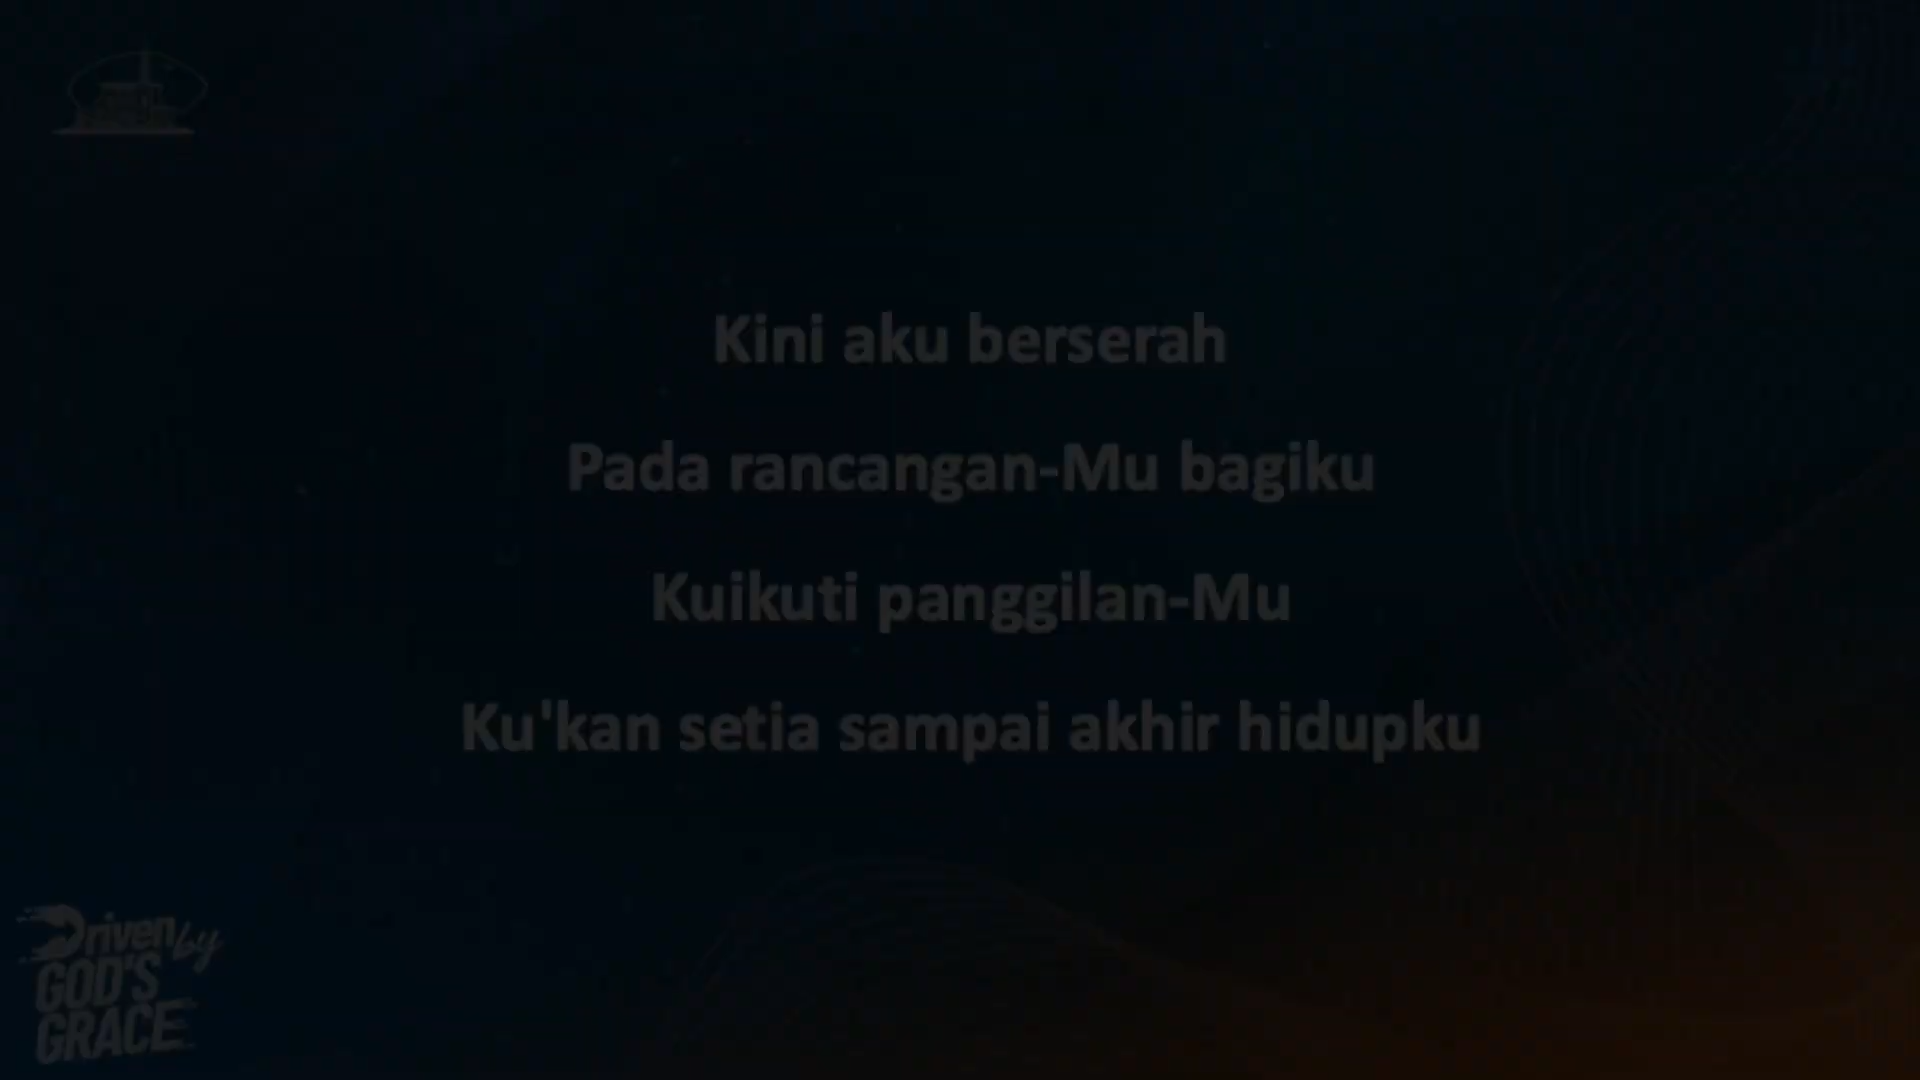 Kini aku berserah
Pada rancangan-Mu bagiku
Kuikuti panggilan-Mu
Ku'kan setia sampai akhir hidupku
Driven by
GOD'S
GRACE